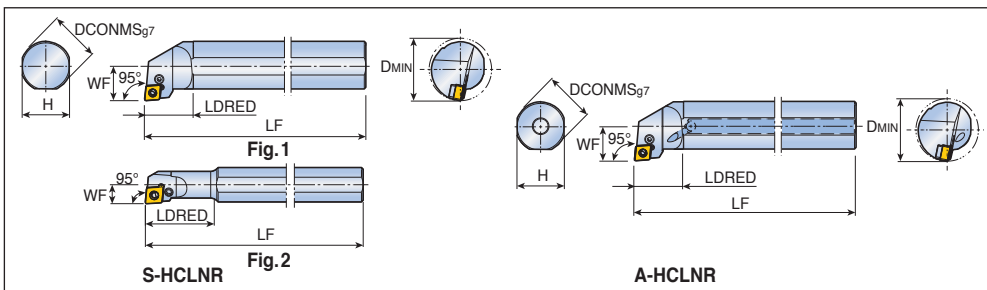 DCONMSg7
WF
95°
H
LDRED
LF
DMIN
Fig.1
WF
95°
LDRED
LF
Fig.2
S-HCLNR
DCONMSg7
WF
95°
H
LDRED
LF
DMIN
A-HCLNR